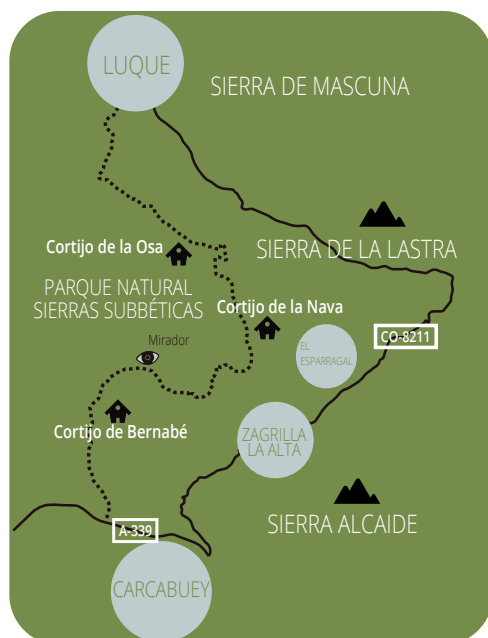 LUQUE
SIERRA DE MASCUNA
Cortijo de la Osa
SIERRA DE LA LASTRA
PARQUE NATURAL
SIERRAS SUBBÉTICAS
Cortijo de la Nava
CO-8211
Mirador
EL
ESPARRAGAL
Cortijo de Bernabé
ZAGRILLA
LA ALTA
SIERRA ALCAIDE
A-339
CARCABUEY